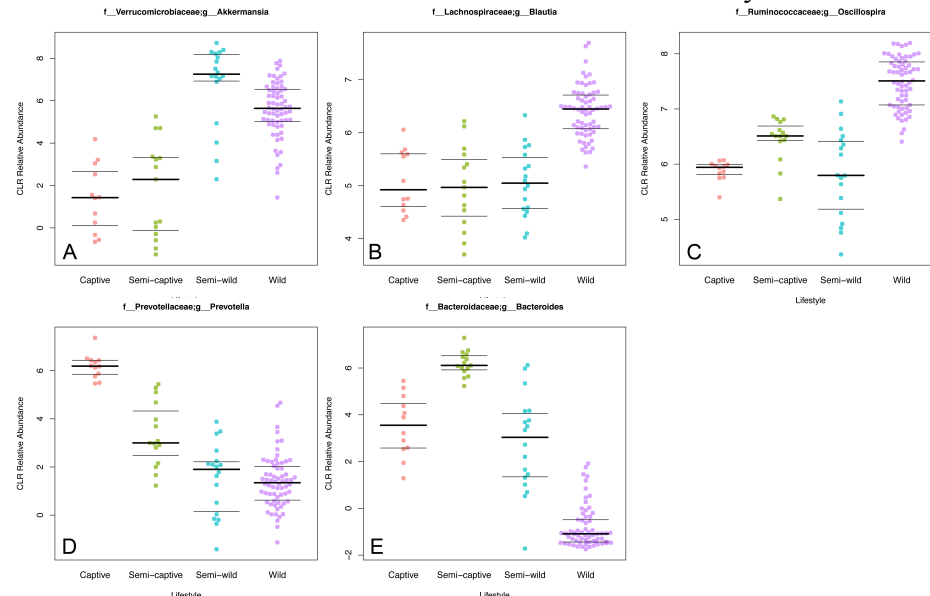 f__Verrucomicrobiaceae;g__Akkermansia
CLR Relative Abundance
8
6
4
2
0
A
Captive Semi−captive Semi−wild Wild
f__Lachnospiraceae;g__Blautia
CLR Relative Abundance
7
6
5
4
B
Captive Semi−captive Semi−wild Wild
f__Ruminococcaceae;g__Oscillospira
CLR Relative Abundance
8
7
6
5
C
Captive Semi−captive Semi−wild Wild
Lifestyle
f__Prevotellaceae;g__Prevotella
CLR Relative Abundance
6
4
2
0
D
Captive Semi−captive Semi−wild Wild
Lifestyle
f__Bacteroidaceae;g__Bacteroides
CLR Relative Abundance
6
4
2
0
−2
E
Captive Semi−captive Semi−wild Wild
Lifestyle